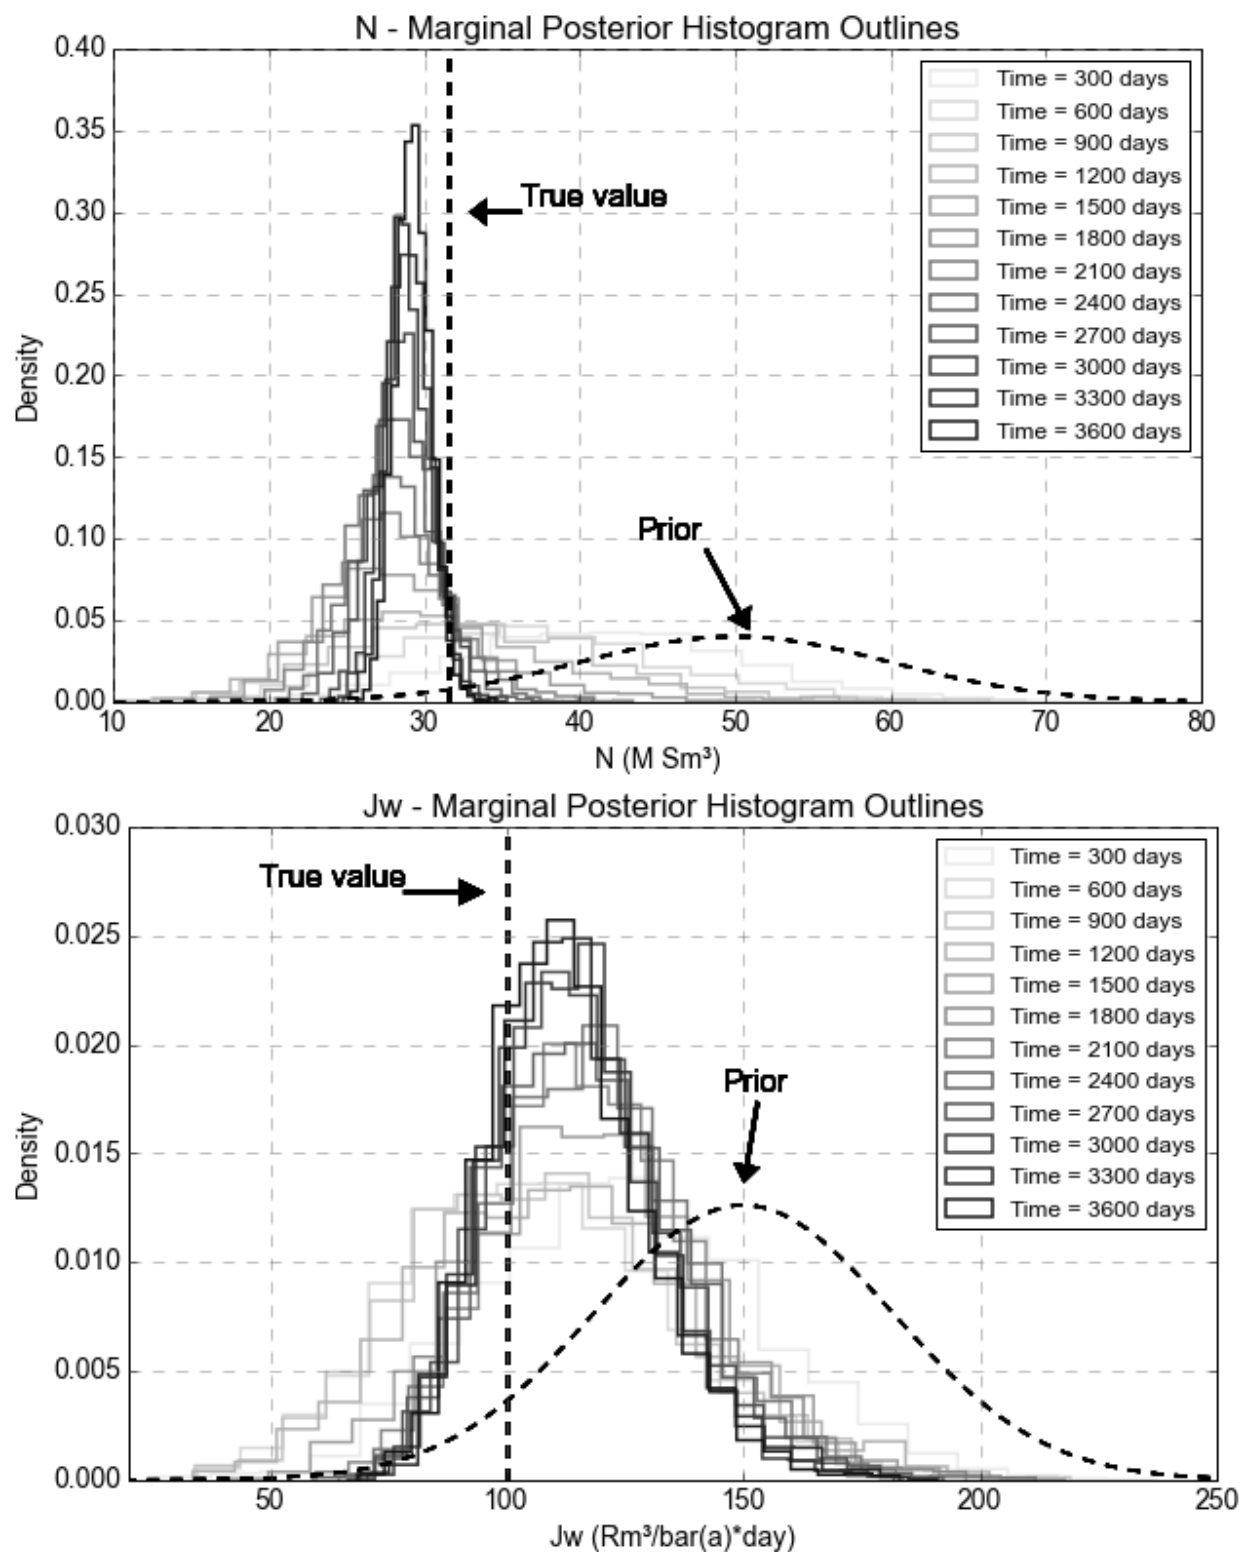 N - Marginal Posterior Histogram Outlines
0.40
0.35
0.30
0.25
0.20
0.15
0.10
0.05
0.00
Density
True value
Prior
Time = 300 days
Time = 600 days
Time = 900 days
Time = 1200 days
Time = 1500 days
Time = 1800 days
Time = 2100 days
Time = 2400 days
Time = 2700 days
Time = 3000 days
Time = 3300 days
Time = 3600 days
10 20 30 40 50 60 70 80
N (M Sm³)
Jw - Marginal Posterior Histogram Outlines
0.030
0.025
0.020
0.015
0.010
0.005
0.000
Density
True value
Prior
Time = 300 days
Time = 600 days
Time = 900 days
Time = 1200 days
Time = 1500 days
Time = 1800 days
Time = 2100 days
Time = 2400 days
Time = 2700 days
Time = 3000 days
Time = 3300 days
Time = 3600 days
50 100 150 200 250
Jw (Rm³/bar(a)*day)